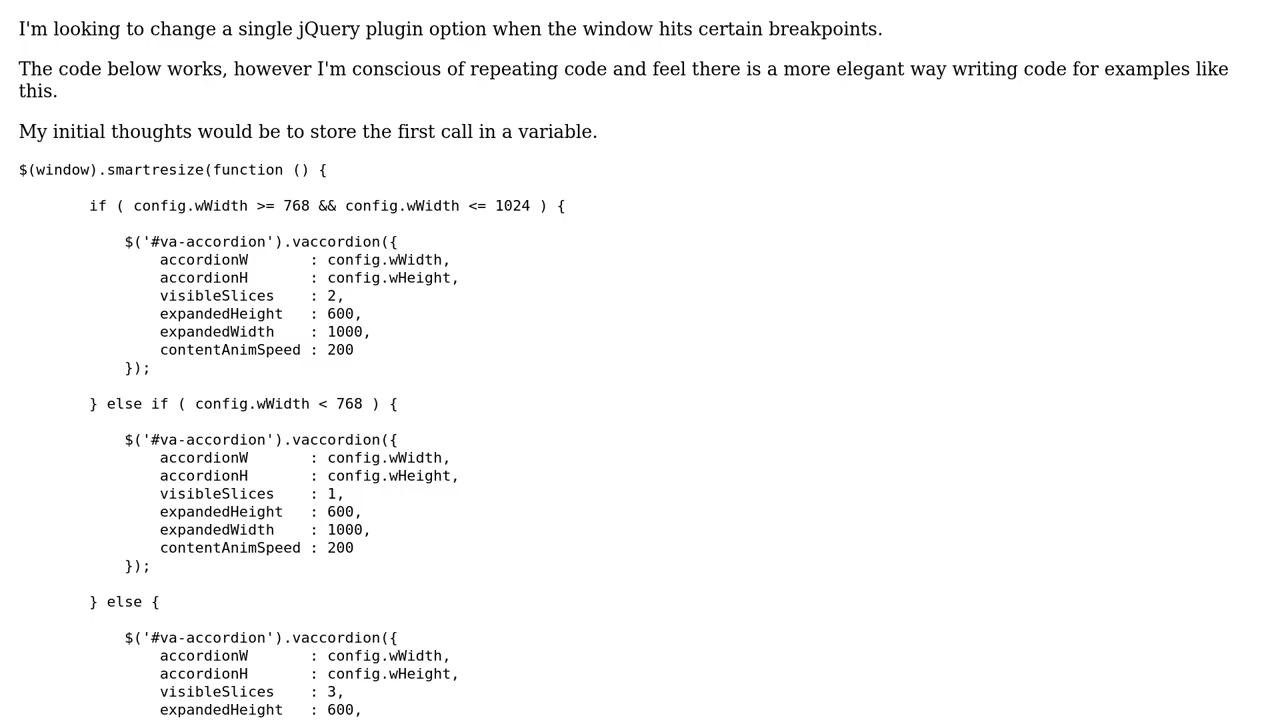 I'm looking to change a single jQuery plugin option when the window hits certain breakpoints.
The code below works, however I'm conscious of repeating code and feel there is a more elegant way writing code for examples like
this.
My initial thoughts would be to store the first call in a variable.
$(window).smartresize(function () {
        if ( config.wWidth >= 768 && config.wWidth <= 1024 ) {
            $('#va-accordion').vaccordion({
                accordionW       : config.wWidth,
                accordionH       : config.wHeight,
                visibleSlices    : 2,
                expandedHeight   : 600,
                expandedWidth    : 1000,
                contentAnimSpeed : 200
            });
        } else if ( config.wWidth < 768 ) {
            $('#va-accordion').vaccordion({
                accordionW       : config.wWidth,
                accordionH       : config.wHeight,
                visibleSlices    : 1,
                expandedHeight   : 600,
                expandedWidth    : 1000,
                contentAnimSpeed : 200
            });
        } else {
            $('#va-accordion').vaccordion({
                accordionW       : config.wWidth,
                accordionH       : config.wHeight,
                visibleSlices    : 3,
                expandedHeight   : 600,